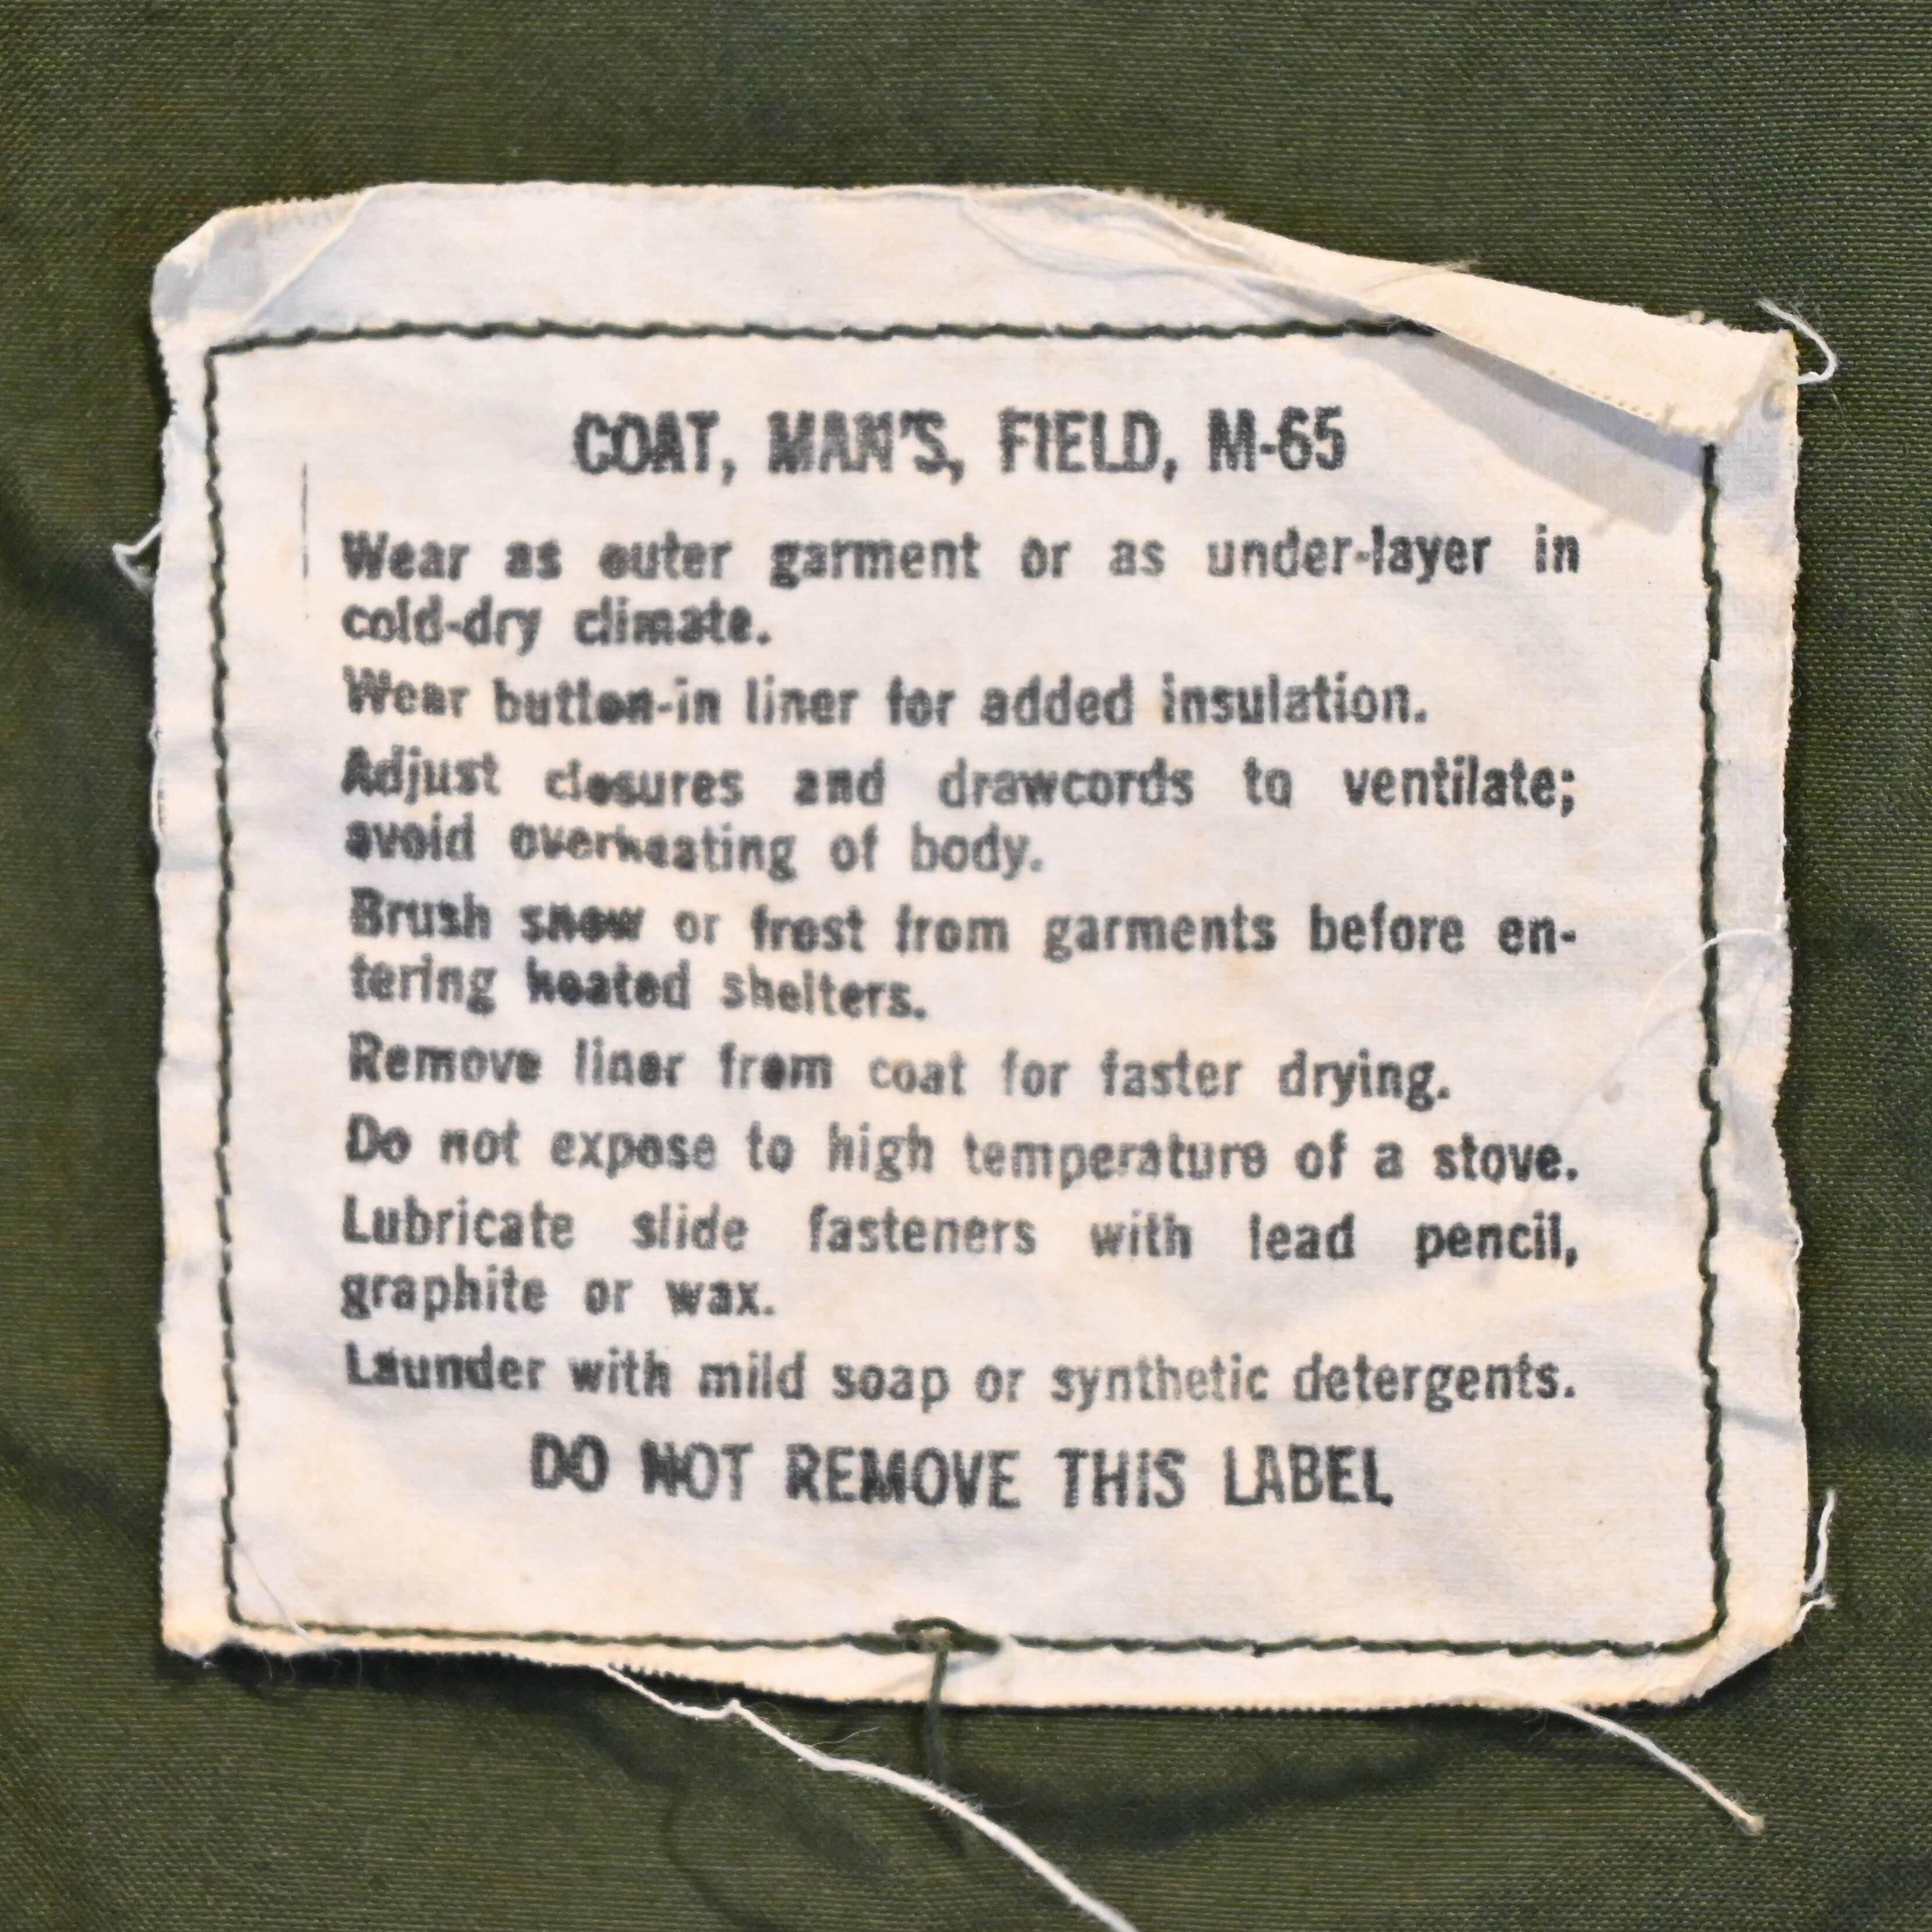 COAT, MAN'S, FIELD, M-65
Wear as outer garment or as under-layer in
cold-dry climate.
Wear button-in liner for added insulation.
Adjust closures and drawcords to ventilate;
avoid overheating of body.
Brush snow or frost from garments before en-
tering heated shelters.
Remove liner from coat for faster drying.
Do not expose to high temperature of a stove.
Lubricate slide fasteners with lead pencil,
graphite or wax.
Launder with mild soap or synthetic detergents.
DO NOT REMOVE THIS LABEL